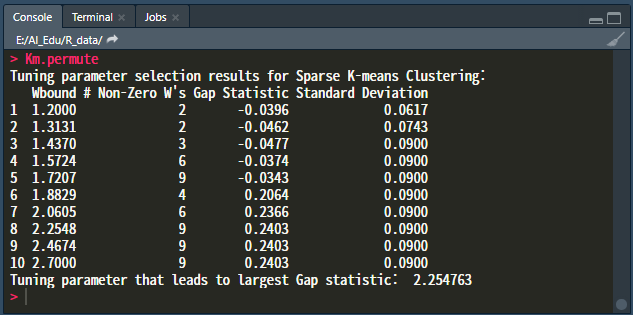 Console Terminal × Jobs ×
E:/AI_Edu/R_data/
> Km.permute
Tuning parameter selection results for Sparse K-means Clustering:
   Wbound # Non-Zero W's Gap Statistic Standard Deviation
1  1.2000              2       -0.0396             0.0617
2  1.3131              2       -0.0462             0.0743
3  1.4370              3       -0.0477             0.0900
4  1.5724              6       -0.0374             0.0900
5  1.7207              9       -0.0343             0.0900
6  1.8829              4        0.2064             0.0900
7  2.0605              6        0.2366             0.0900
8  2.2548              9        0.2403             0.0900
9  2.4674              9        0.2403             0.0900
10 2.7000              9        0.2403             0.0900
Tuning parameter that leads to largest Gap statistic:  2.254763
>